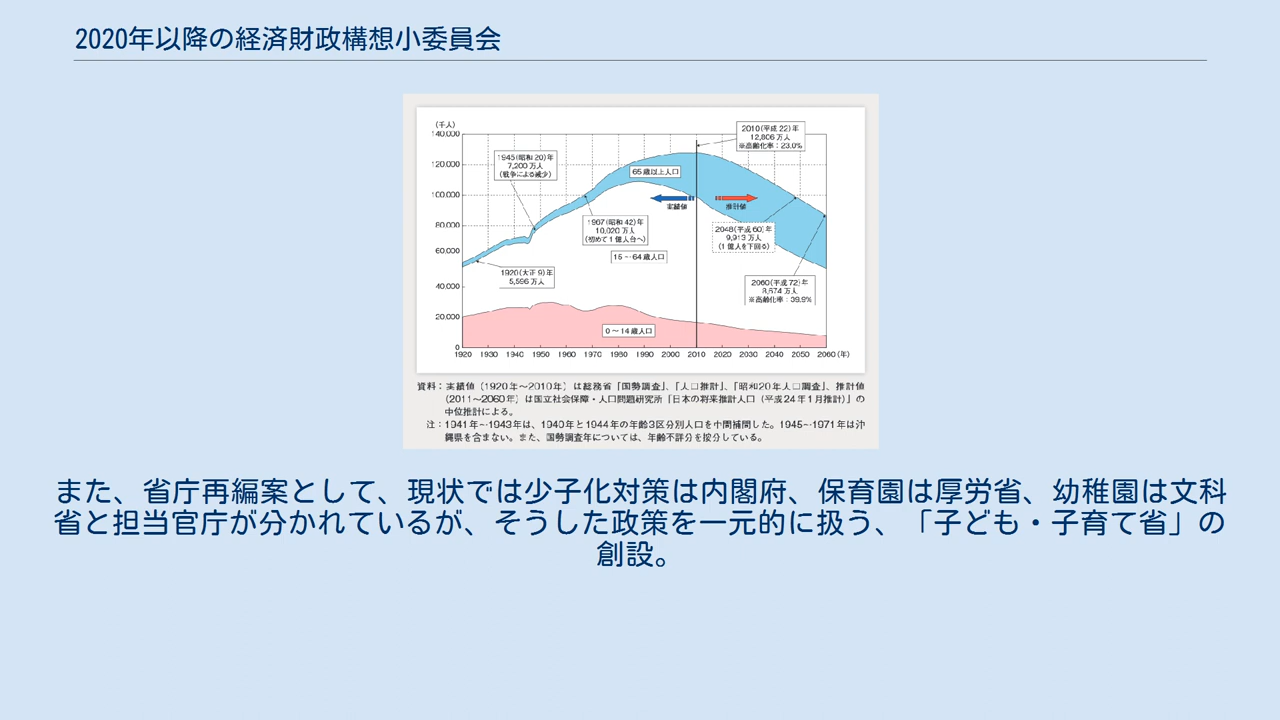 2020年以降の経済財政構想小委員会
(千人)
140,000
120,000
100,000
80,000
60,000
40,000
20,000
0
1945(昭和20)年
7,200万人
(戦争による減少)
2010(平成22)年
12,806万人
※高齢化率:23.0%
65歳以上人口
実績値
推計値
1967(昭和42)年
10,020万人
(初めて1億人台へ)
2048(平成60)年
9,913万人
(1億人を下回る)
15~64歳人口
1920(大正9)年
5,596万人
2060(平成72)年
8,674万人
※高齢化率:39.9%
0~14歳人口
1920 1930 1940 1950 1960 1970 1980 1990 2000 2010 2020 2030 2040 2050 2060(年)
資料:実績値(1920年~2010年)は総務省「国勢調査」、「人口推計」、「昭和20年人口調査」、推計値
(2011~2060年)は国立社会保障・人口問題研究所「日本の将来推計人口(平成24年1月推計)」の
中位推計による。
注:1941年~1943年は、1940年と1944年の年齢3区分別人口を中間補間した。1945~1971年は沖
縄県を含まない。また、国勢調査年については、年齢不詳分を按分している。
また、省庁再編案として、現状では少子化対策は内閣府、保育園は厚労省、幼稚園は文科
省と担当官庁が分かれているが、そうした政策を一元的に扱う、「子ども・子育て省」の
創設。